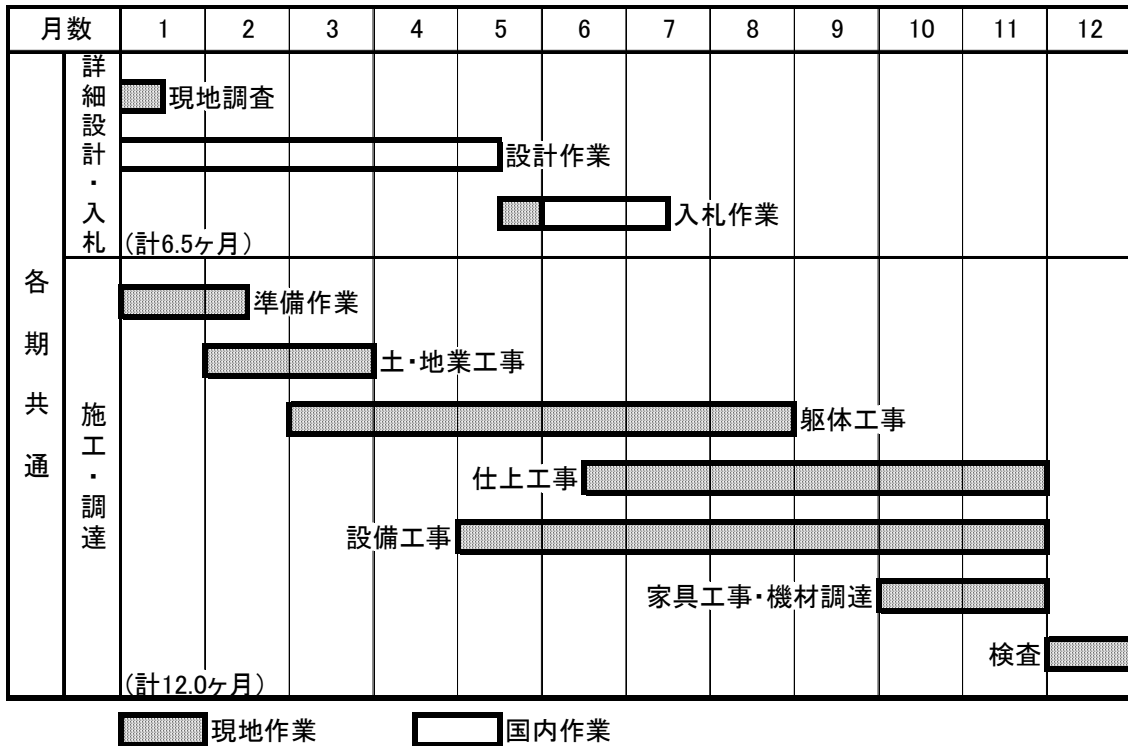 月数 1 2 3 4 5 6 7 8 9 10 11 12
各期共通
詳細設計・入札
現地調査
設計作業
入札作業
(計6.5ヶ月)
施工・調達
準備作業
土・地業工事
躯体工事
仕上工事
設備工事
家具工事・機材調達
検査
(計12.0ヶ月)
現地作業 国内作業